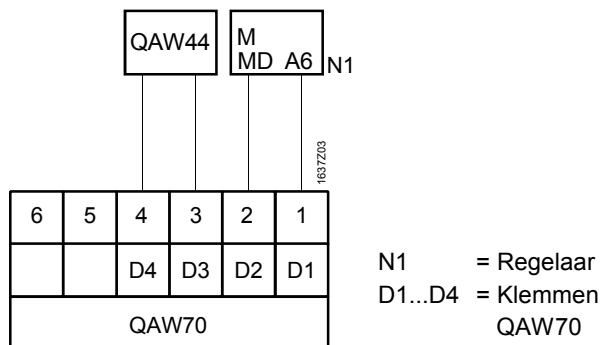 QAW44
M
MD A6 N1
1637Z03
6 5 4 3 2 1
D4 D3 D2 D1
QAW70
N1 = Regelaar
D1...D4 = Klemmen
QAW70